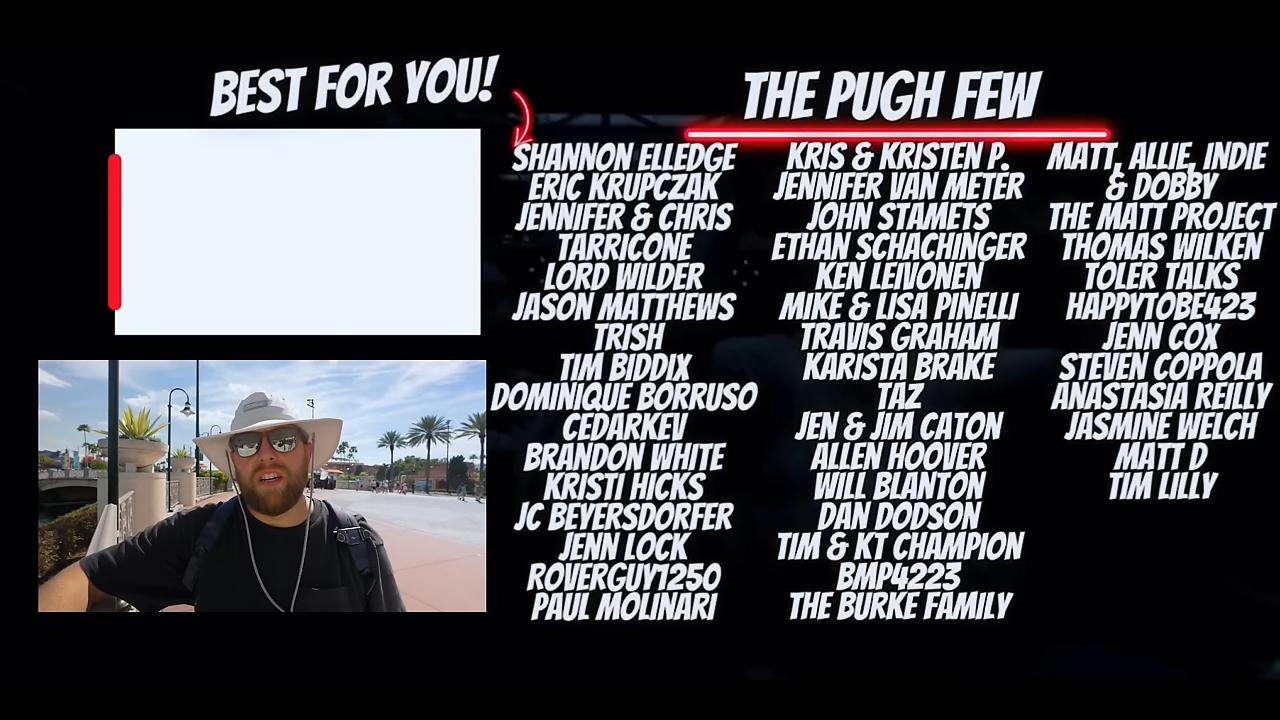 BEST FOR YOU!
THE PUGH FEW
SHANNON ELLEDGE
ERIC KRUPCZAK
JENNIFER & CHRIS
TARRICONE
LORD WILDER
JASON MATTHEWS
TRISH
TIM BIDDIX
DOMINIQUE BORRUSO
CEDARKEV
BRANDON WHITE
KRISTI HICKS
JC BEYERSDORFER
JENN LOCK
ROVERGUY1250
PAUL MOLINARI
KRIS & KRISTEN P.
JENNIFER VAN METER
JOHN STAMETS
ETHAN SCHACHINGER
KEN LEIVONEN
MIKE & LISA PINELLI
TRAVIS GRAHAM
KARISTA BRAKE
TAZ
JEN & JIM CATON
ALLEN HOOVER
WILL BLANTON
DAN DODSON
TIM & KT CHAMPION
BMP4223
THE BURKE FAMILY
MATT, ALLIE, INDIE
& DOBBY
THE MATT PROJECT
THOMAS WILKEN
TOLER TALKS
HAPPYTOBE423
JENN COX
STEVEN COPPOLA
ANASTASIA REILLY
JASMINE WELCH
MATT D
TIM LILLY